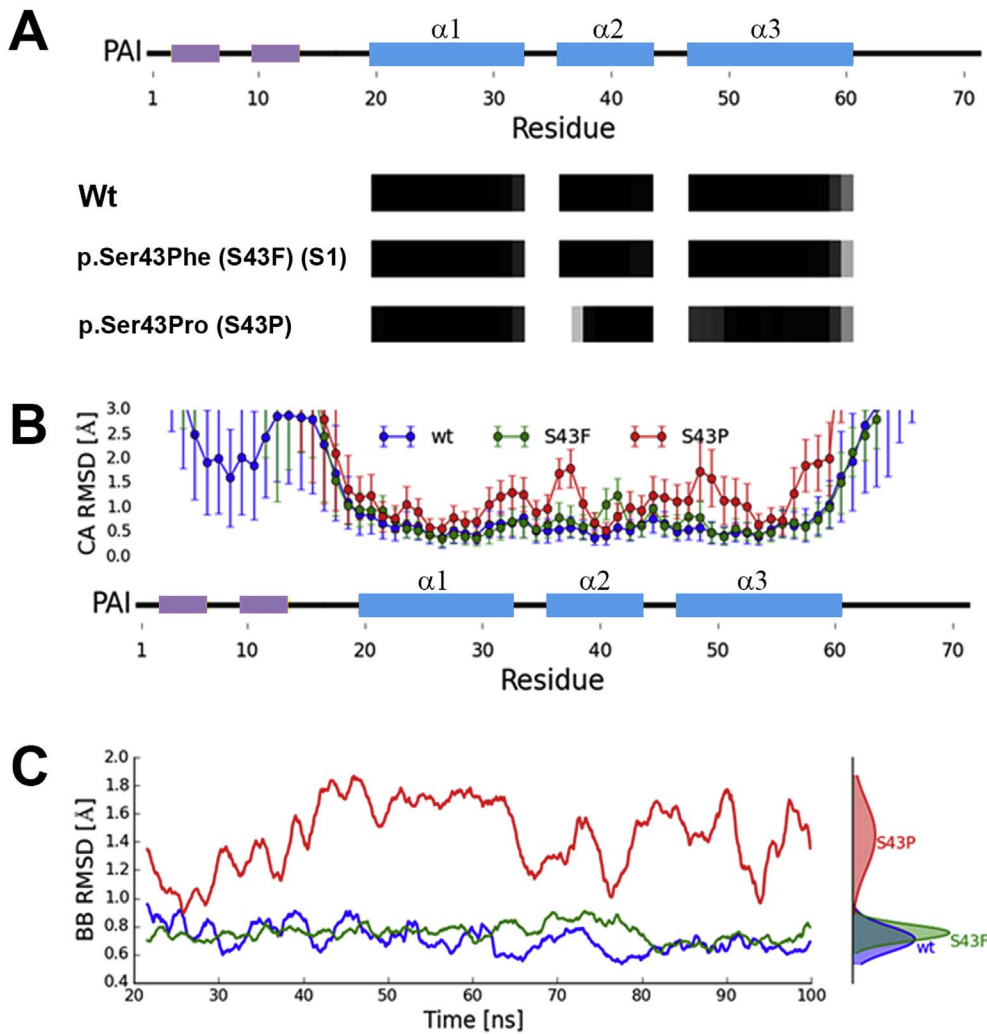 A
PAI α1 α2 α3
1 10 20 30 40 50 60 70
Residue
Wt
p.Ser43Phe (S43F) (S1)
p.Ser43Pro (S43P)
B
CA RMSD [Å]
3.0
2.5
2.0
1.5
1.0
0.5
0.0
wt S43F S43P
PAI α1 α2 α3
1 10 20 30 40 50 60 70
Residue
C
BB RMSD [Å]
2.0
1.8
1.6
1.4
1.2
1.0
0.8
0.6
0.4
S43P
S43F
wt
20 30 40 50 60 70 80 90 100
Time [ns]